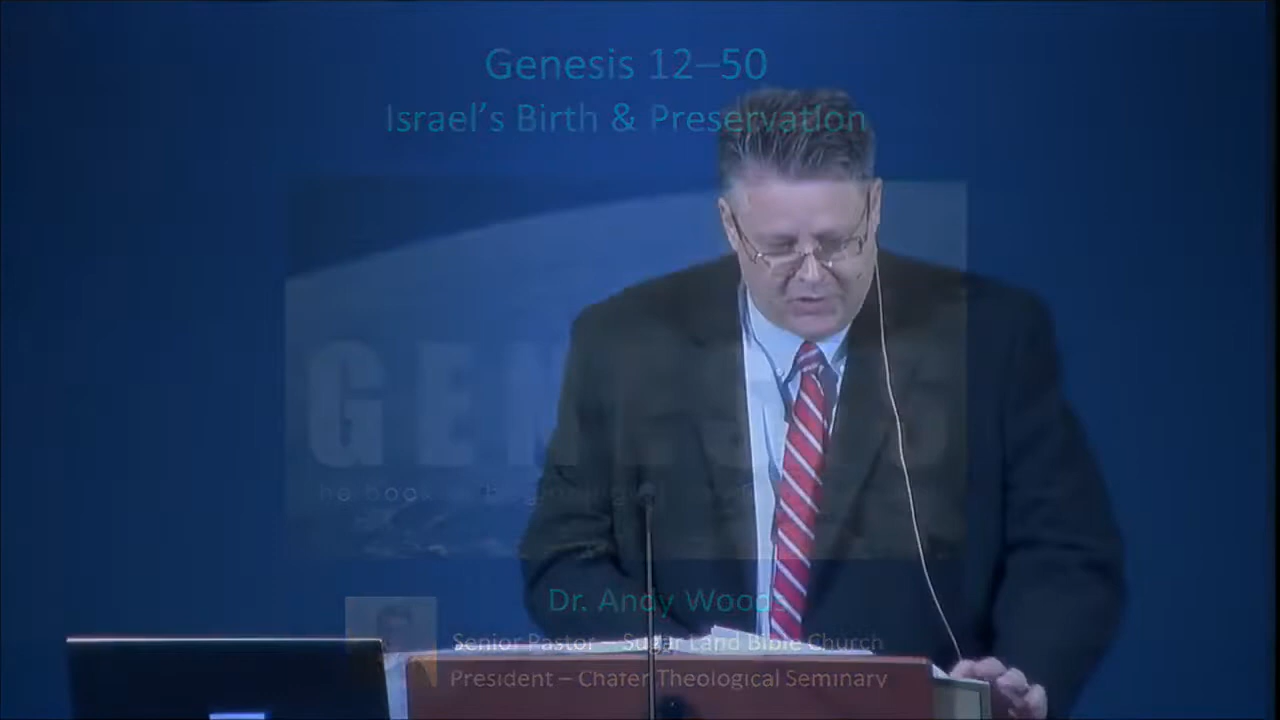 Genesis 12–50
Israel's Birth & Preservation
GENESIS
Dr. Andy Woods
Senior Pastor – Sugar Land Bible Church
President – Chafer Theological Seminary